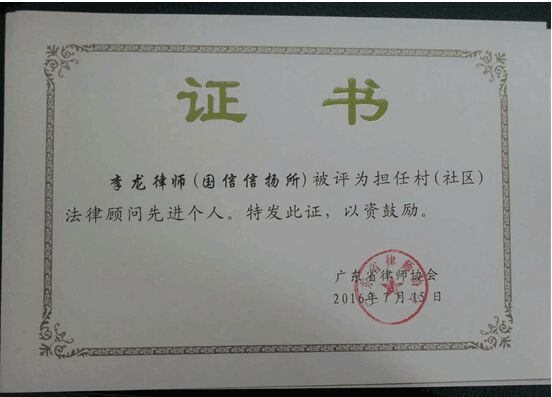 证书
李龙律师(国信信扬所)被评为担任村(社区)
法律顾问先进个人。特发此证，以资鼓励。
广东省律师协会
2016年7月15日